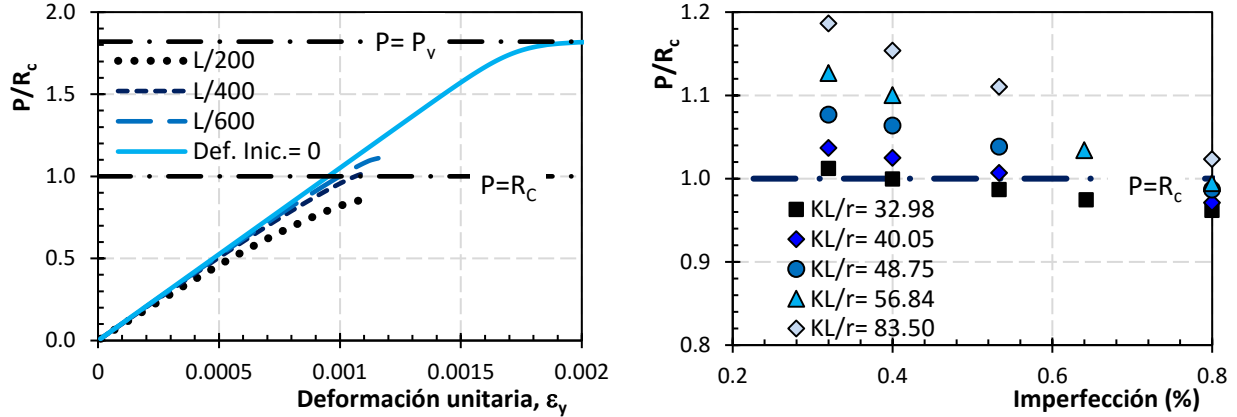 P/Rc
2.0
1.5
1.0
0.5
0.0
P= Pv
L/200
L/400
L/600
Def. Inic.= 0
P=RC
0
0.0005
0.001
0.0015
0.002
Deformación unitaria, εy
P/Rc
1.2
1.1
1.0
0.9
0.8
P=Rc
KL/r= 32.98
KL/r= 40.05
KL/r= 48.75
KL/r= 56.84
KL/r= 83.50
0.2
0.4
0.6
0.8
Imperfección (%)